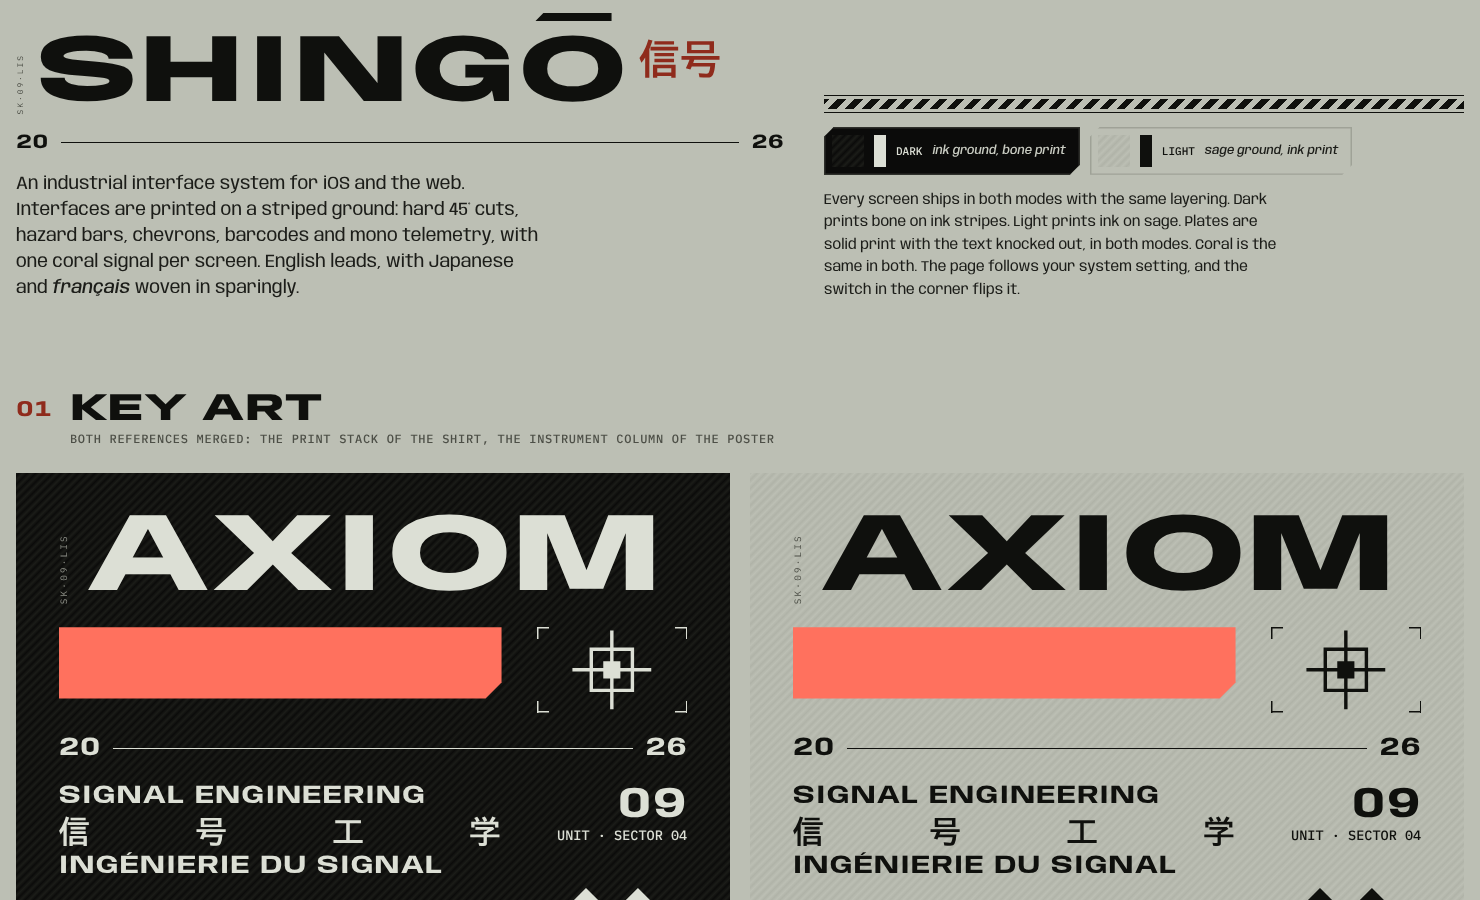 SK·09·LIS
SHINGŌ 信号
20 26
An industrial interface system for iOS and the web.
Interfaces are printed on a striped ground: hard 45° cuts,
hazard bars, chevrons, barcodes and mono telemetry, with
one coral signal per screen. English leads, with Japanese
and français woven in sparingly.
DARK ink ground, bone print
LIGHT sage ground, ink print
Every screen ships in both modes with the same layering. Dark
prints bone on ink stripes. Light prints ink on sage. Plates are
solid print with the text knocked out, in both modes. Coral is the
same in both. The page follows your system setting, and the
switch in the corner flips it.
01 KEY ART
BOTH REFERENCES MERGED: THE PRINT STACK OF THE SHIRT, THE INSTRUMENT COLUMN OF THE POSTER
SK·09·LIS
AXIOM
20 26
SIGNAL ENGINEERING
信号工学
INGÉNIERIE DU SIGNAL
09
UNIT · SECTOR 04
SK·09·LIS
AXIOM
20 26
SIGNAL ENGINEERING
信号工学
INGÉNIERIE DU SIGNAL
09
UNIT · SECTOR 04